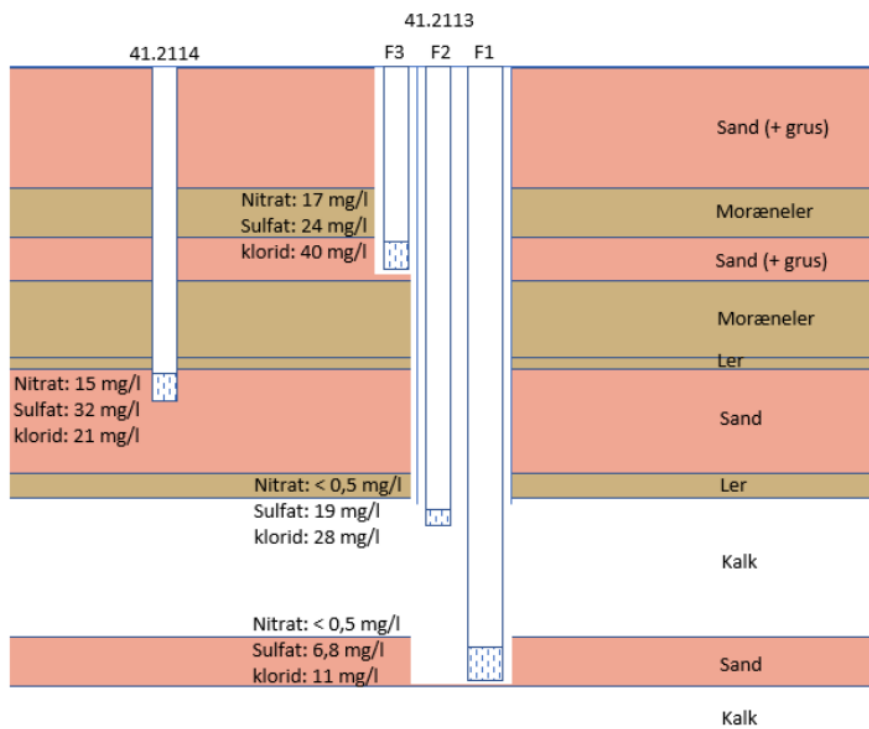 41.2113
41.2114
F3 F2 F1
Sand (+ grus)
Nitrat: 17 mg/l
Sulfat: 24 mg/l
klorid: 40 mg/l
Moræneler
Sand (+ grus)
Moræneler
Ler
Nitrat: 15 mg/l
Sulfat: 32 mg/l
klorid: 21 mg/l
Sand
Nitrat: < 0,5 mg/l
Sulfat: 19 mg/l
klorid: 28 mg/l
Ler
Kalk
Nitrat: < 0,5 mg/l
Sulfat: 6,8 mg/l
klorid: 11 mg/l
Sand
Kalk